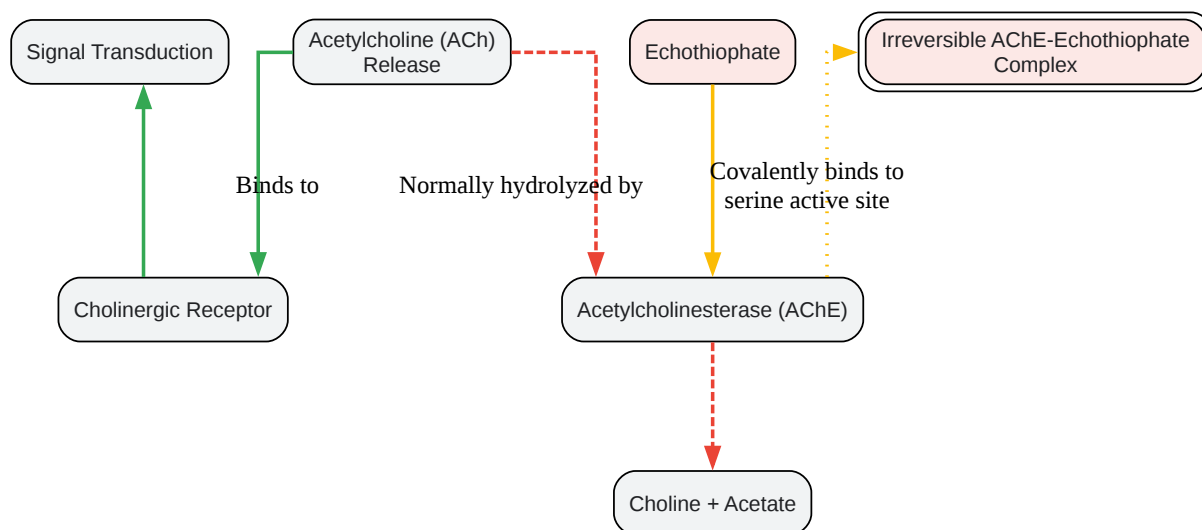 Signal Transduction
Acetylcholine (ACh)
Release
Echothiophate
Irreversible AChE-Echothiophate
Complex
Binds to
Normally hydrolyzed by
Covalently binds to
serine active site
Cholinergic Receptor
Acetylcholinesterase (AChE)
Choline + Acetate